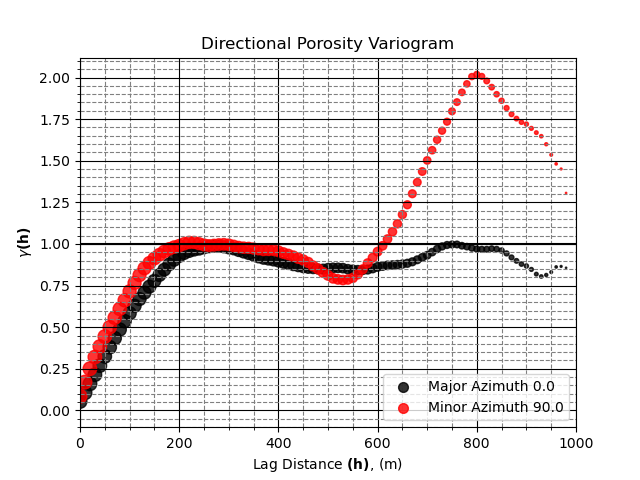 Directional Porosity Variogram
γ(h)
2.00
1.75
1.50
1.25
1.00
0.75
0.50
0.25
0.00
0 200 400 600 800 1000
Lag Distance (h), (m)
Major Azimuth 0.0
Minor Azimuth 90.0